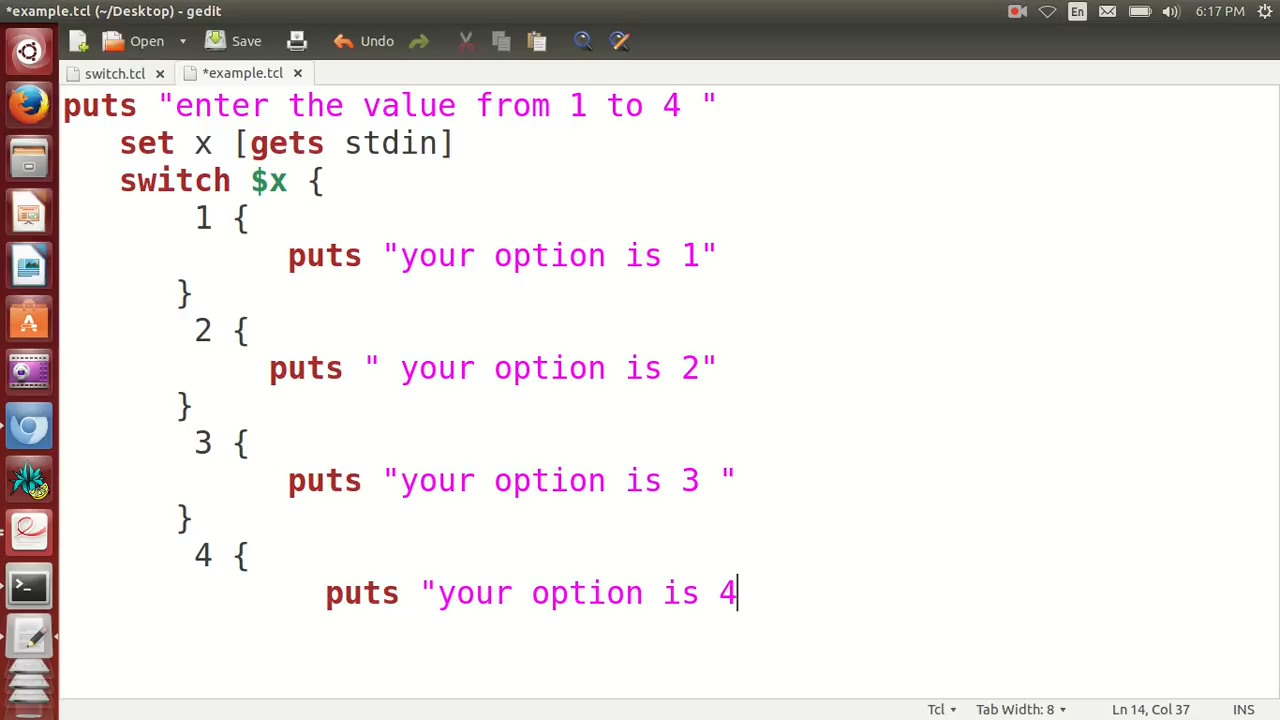 *example.tcl (~/Desktop) - gedit
En
6:17 PM
Open
Save
Undo
switch.tcl
*example.tcl
puts "enter the value from 1 to 4 "
set x [gets stdin]
switch $x {
1 {
puts "your option is 1"
}
2 {
puts " your option is 2"
}
3 {
puts "your option is 3 "
}
4 {
puts "your option is 4
Tcl
Tab Width: 8
Ln 14, Col 37
INS